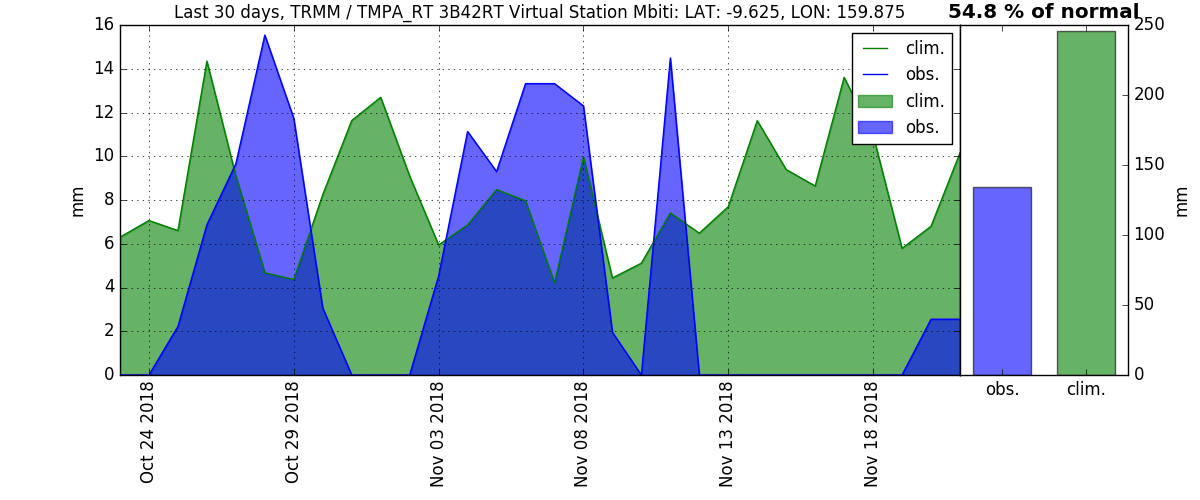 Last 30 days, TRMM / TMPA_RT 3B42RT Virtual Station Mbiti: LAT: -9.625, LON: 159.875
54.8 % of normal
mm
16
14
12
10
8
6
4
2
0
clim.
obs.
clim.
obs.
Oct 24 2018
Oct 29 2018
Nov 03 2018
Nov 08 2018
Nov 13 2018
Nov 18 2018
obs.
clim.
250
200
150
100
50
0
mm